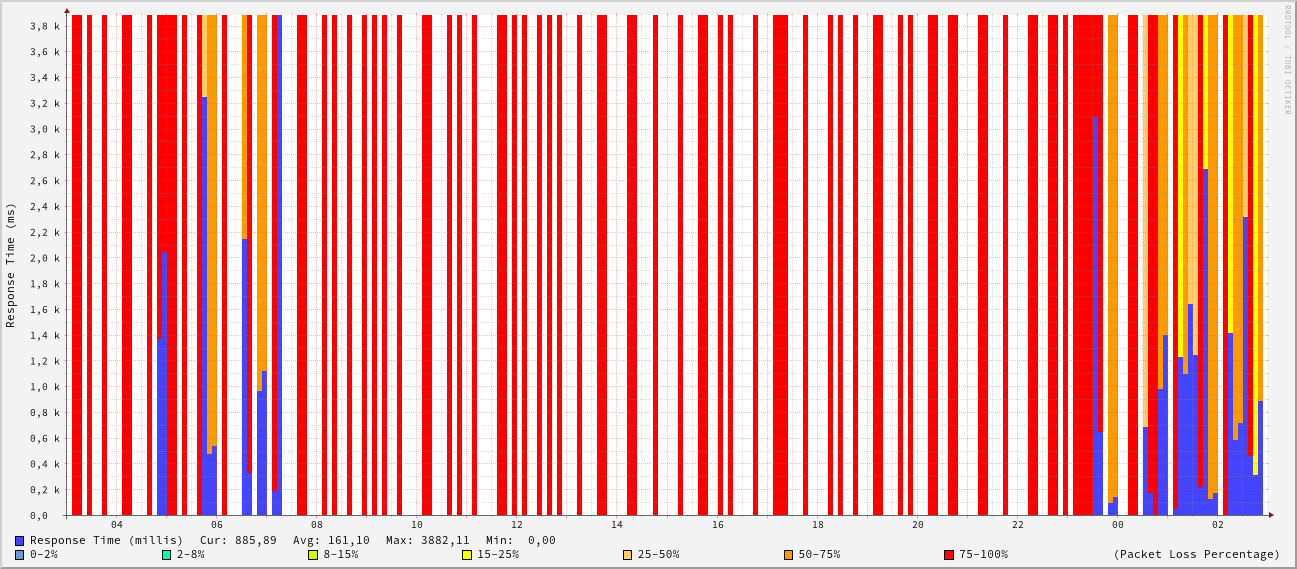 RRDTOOL / TOBI OETIKER
Response Time (ms)
3,8 k
3,6 k
3,4 k
3,2 k
3,0 k
2,8 k
2,6 k
2,4 k
2,2 k
2,0 k
1,8 k
1,6 k
1,4 k
1,2 k
1,0 k
0,8 k
0,6 k
0,4 k
0,2 k
0,0
04 06 08 10 12 14 16 18 20 22 00 02
Response Time (millis) Cur: 885,89 Avg: 161,10 Max: 3882,11 Min: 0,00
0-2% 2-8% 8-15% 15-25% 25-50% 50-75% 75-100% (Packet Loss Percentage)